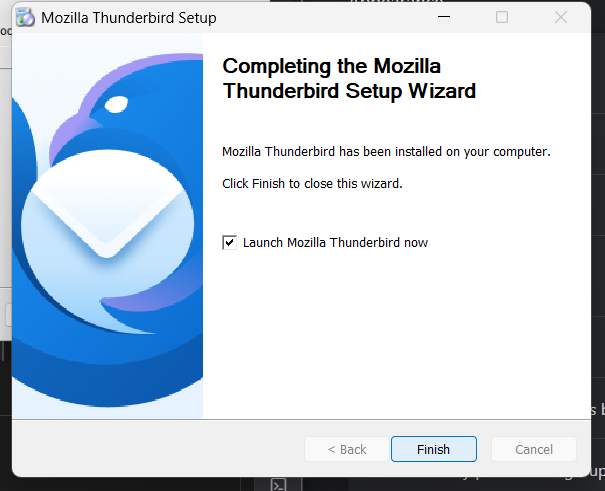 Mozilla Thunderbird Setup
Completing the Mozilla
Thunderbird Setup Wizard
Mozilla Thunderbird has been installed on your computer.
Click Finish to close this wizard.
Launch Mozilla Thunderbird now
< Back
Finish
Cancel